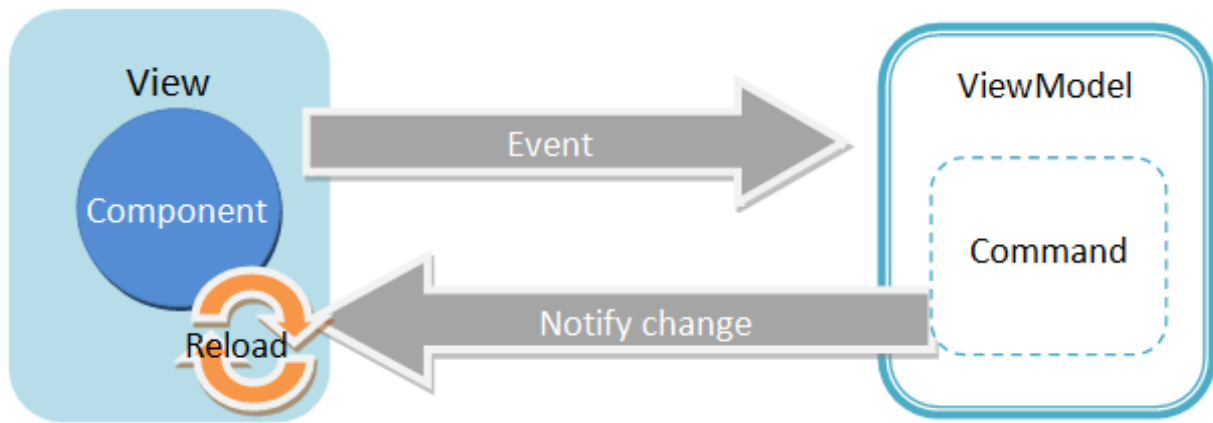 View
ViewModel
Event
Component
Command
Notify change
Reload